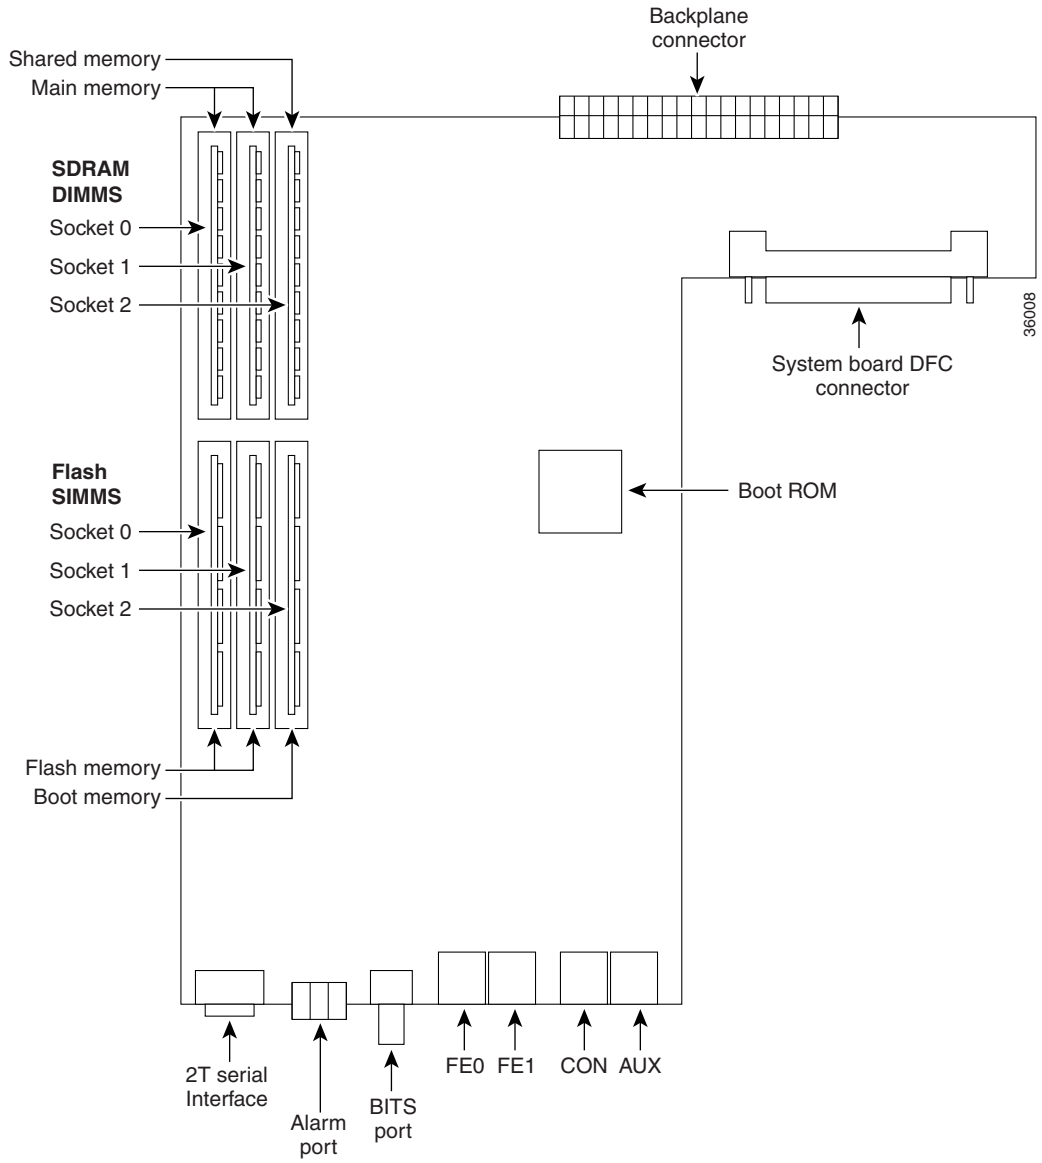 Backplane
connector
Shared memory
Main memory
SDRAM
DIMMS
Socket 0
Socket 1
Socket 2
36008
System board DFC
connector
Flash
SIMMS
Socket 0
Socket 1
Socket 2
Boot ROM
Flash memory
Boot memory
FE0
FE1
CON
AUX
2T serial
Interface
BITS
port
Alarm
port